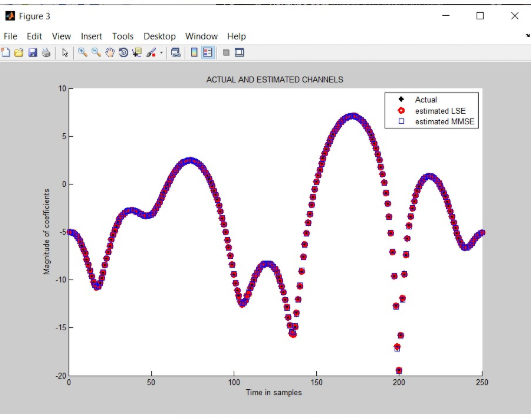 Figure 3
File Edit View Insert Tools Desktop Window Help
ACTUAL AND ESTIMATED CHANNELS
10
5
0
-5
-10
-15
-20
Magnitude of coefficients
Actual
estimated LSE
estimated MMSE
0 50 100 150 200 250
Time in samples